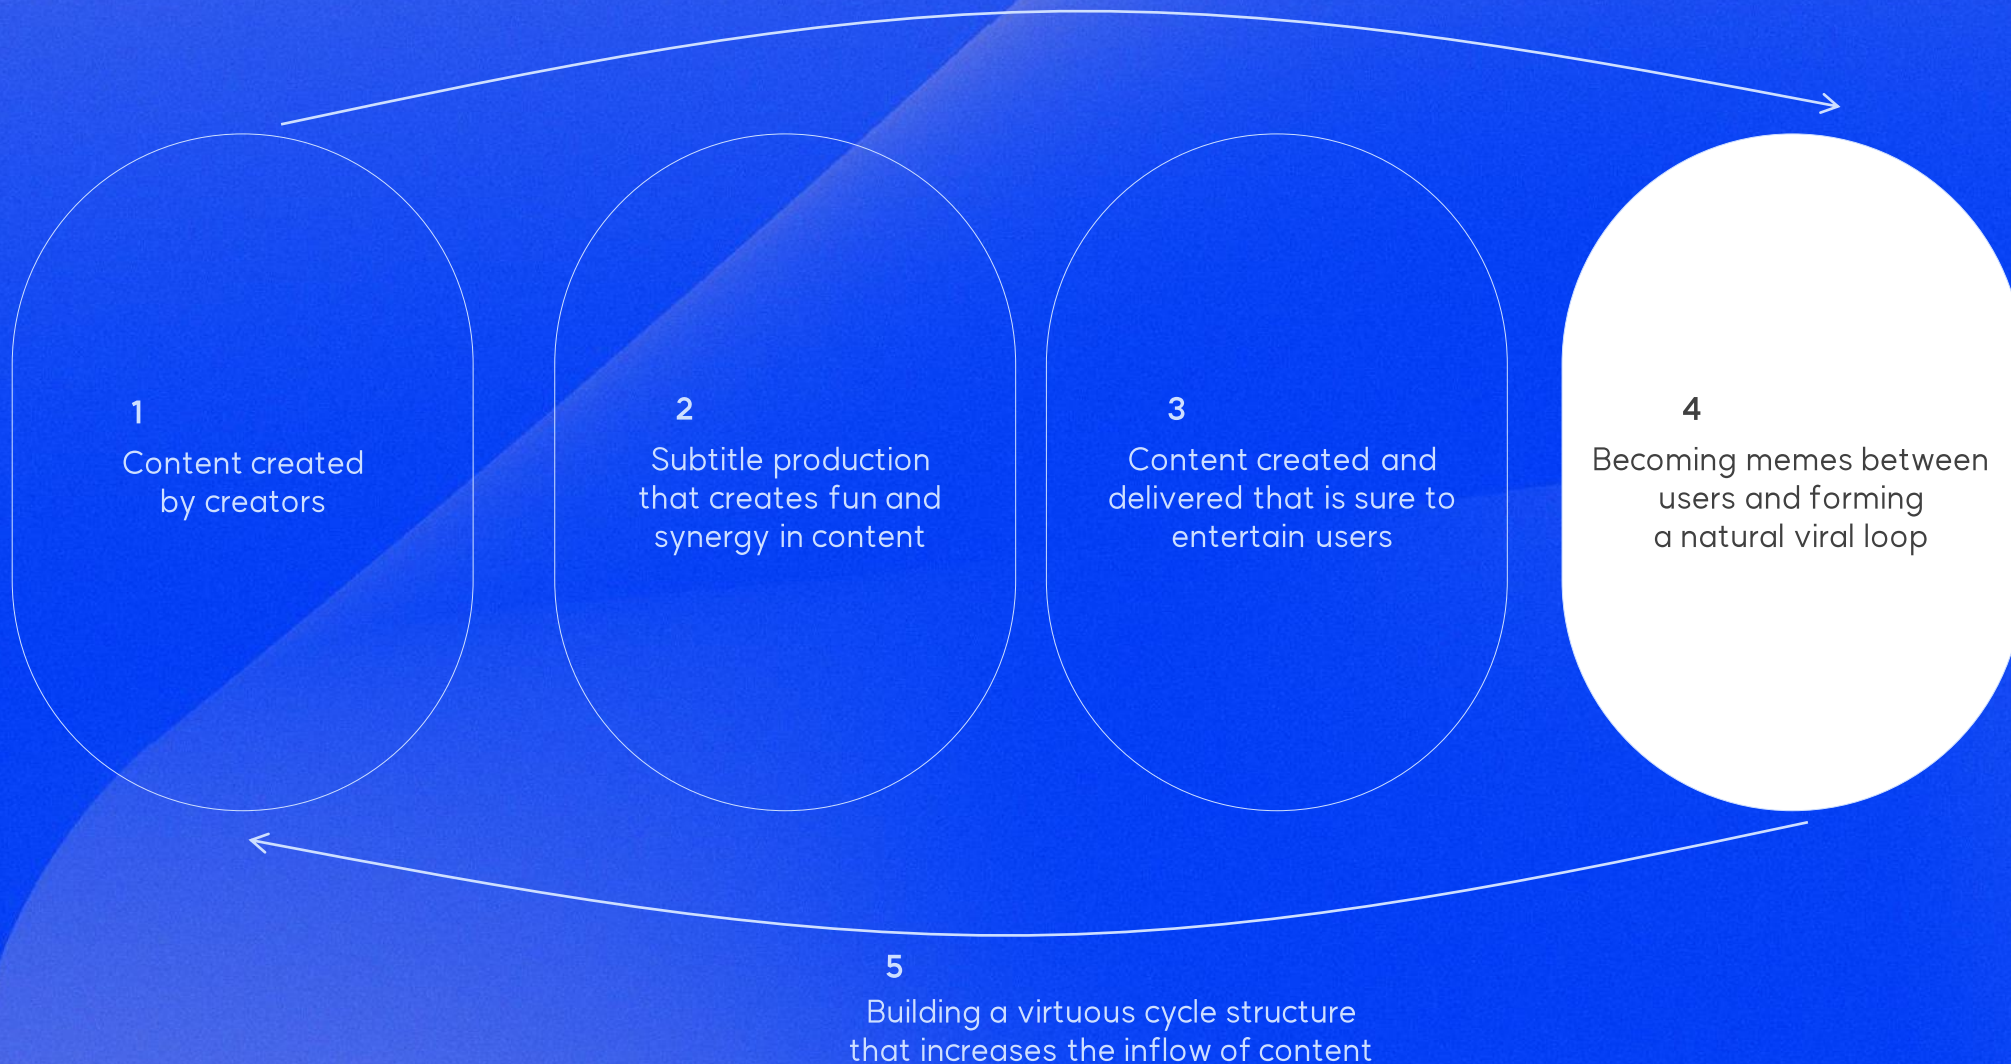 1
Content created
by creators
2
Subtitle production
that creates fun and
synergy in content
3
Content created and
delivered that is sure to
entertain users
4
Becoming memes between
users and forming
a natural viral loop
5
Building a virtuous cycle structure
that increases the inflow of content